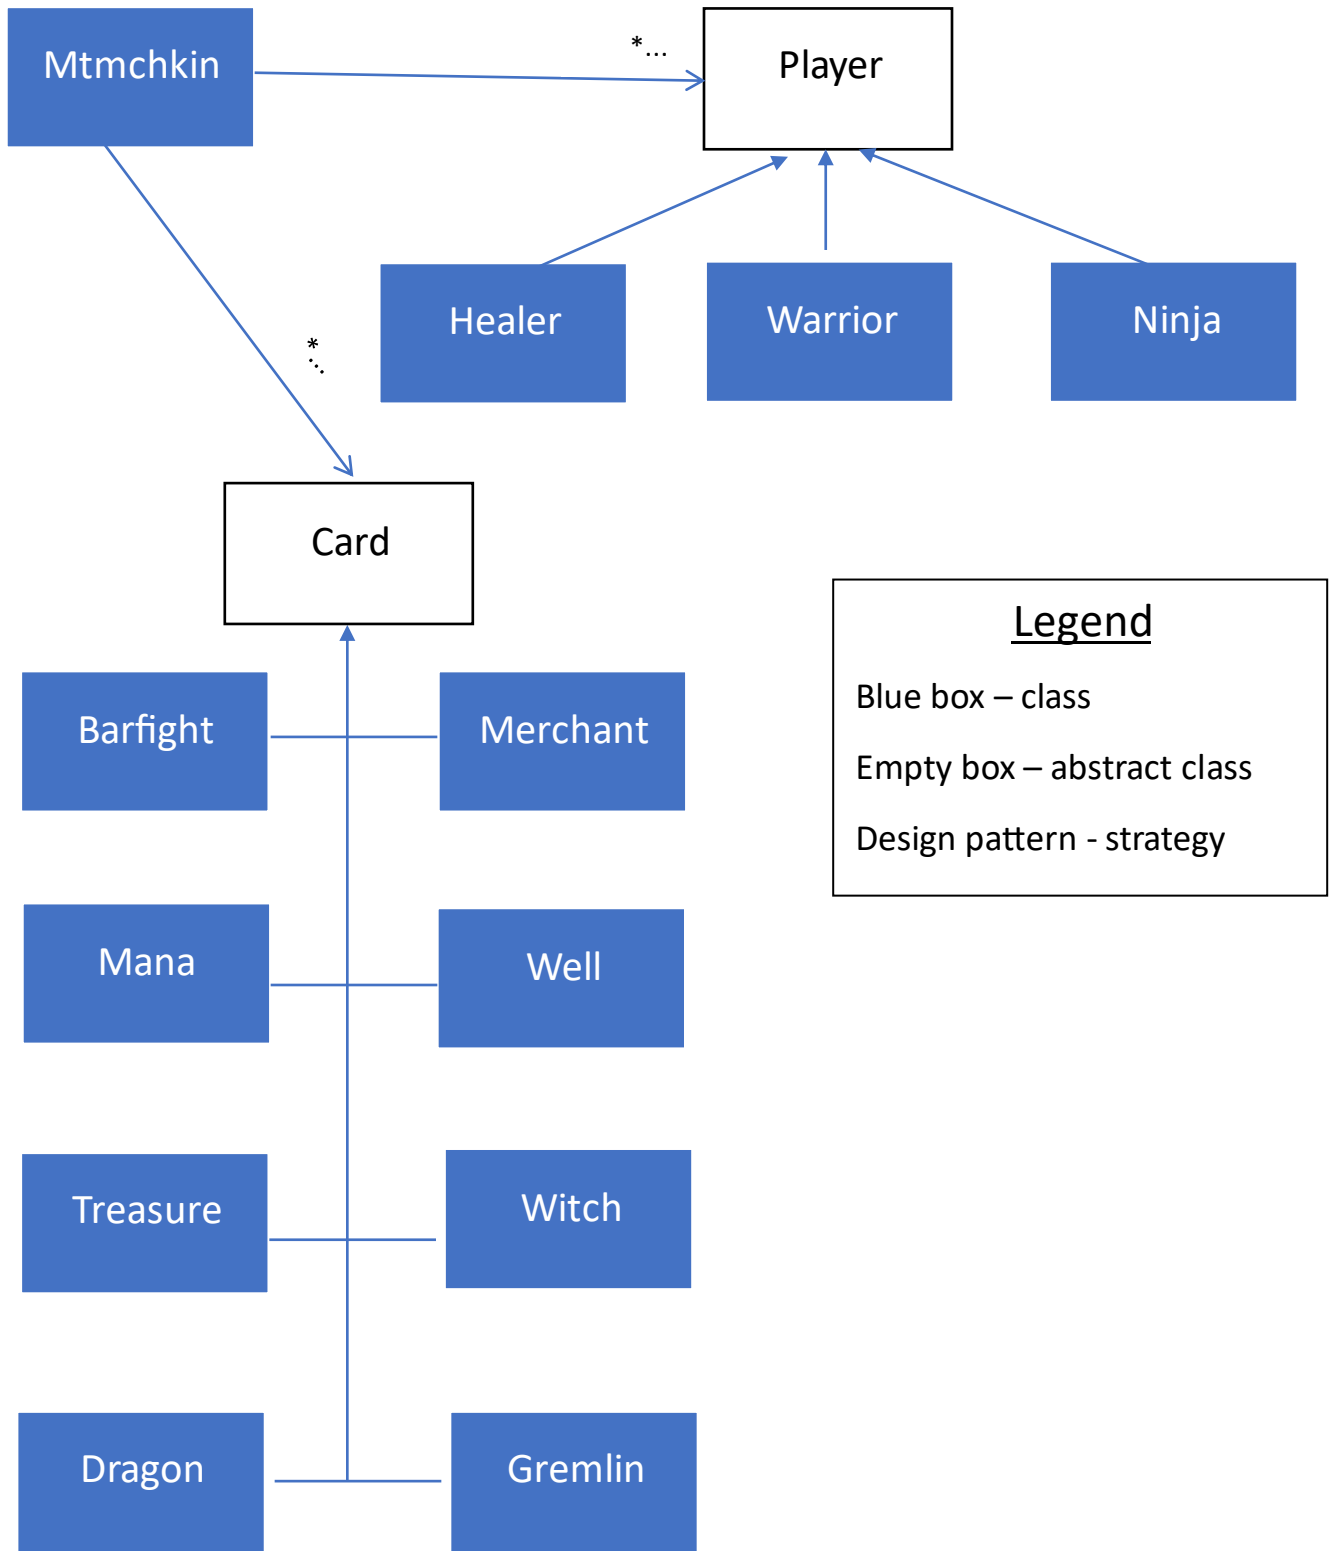 Mtmchkin
*...
Player
Healer
Warrior
Ninja
*...
Card
Legend
Blue box – class
Empty box – abstract class
Design pattern - strategy
Barfight
Merchant
Mana
Well
Treasure
Witch
Dragon
Gremlin